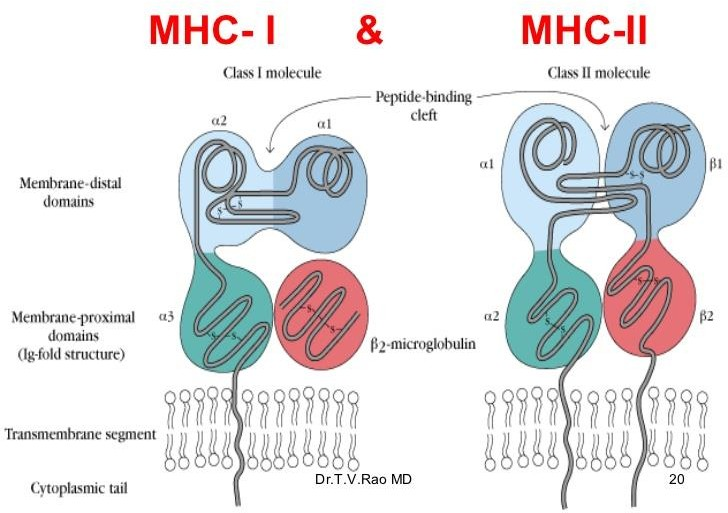 MHC- I & MHC-II
Class I molecule
Class II molecule
Peptide-binding
cleft
α2
α1
α1
β1
Membrane-distal
domains
S S
S-S
Membrane-proximal
domains
(Ig-fold structure)
α3
β2-microglobulin
α2
β2
S S
S S
S S
S S
Transmembrane segment
Cytoplasmic tail
Dr.T.V.Rao MD
20